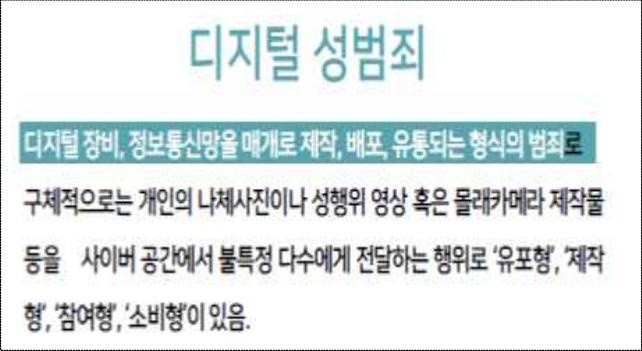 디지털 성범죄
디지털 장비, 정보통신망을 매개로 제작, 배포, 유통되는 형식의 범죄로
구체적으로는 개인의 나체사진이나 성행위 영상 혹은 몰래카메라 제작물
등을 사이버 공간에서 불특정 다수에게 전달하는 행위로 ‘유포형’, ‘제작
형’, ‘참여형’, ‘소비형’이 있음.